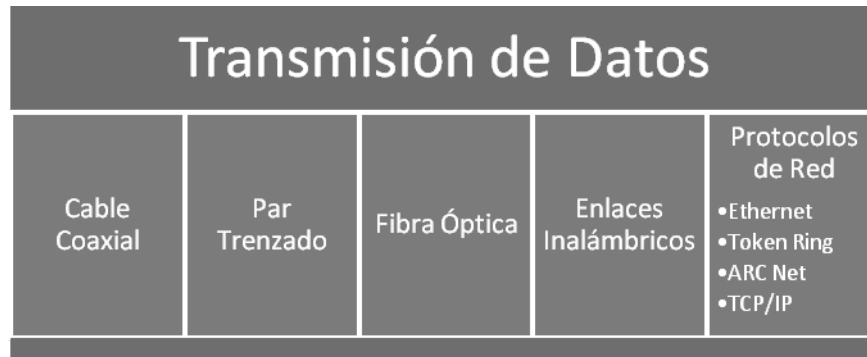 Transmisión de Datos
Cable
Coaxial
Par
Trenzado
Fibra Óptica
Enlaces
Inalámbricos
Protocolos
de Red
•Ethernet
•Token Ring
•ARC Net
•TCP/IP